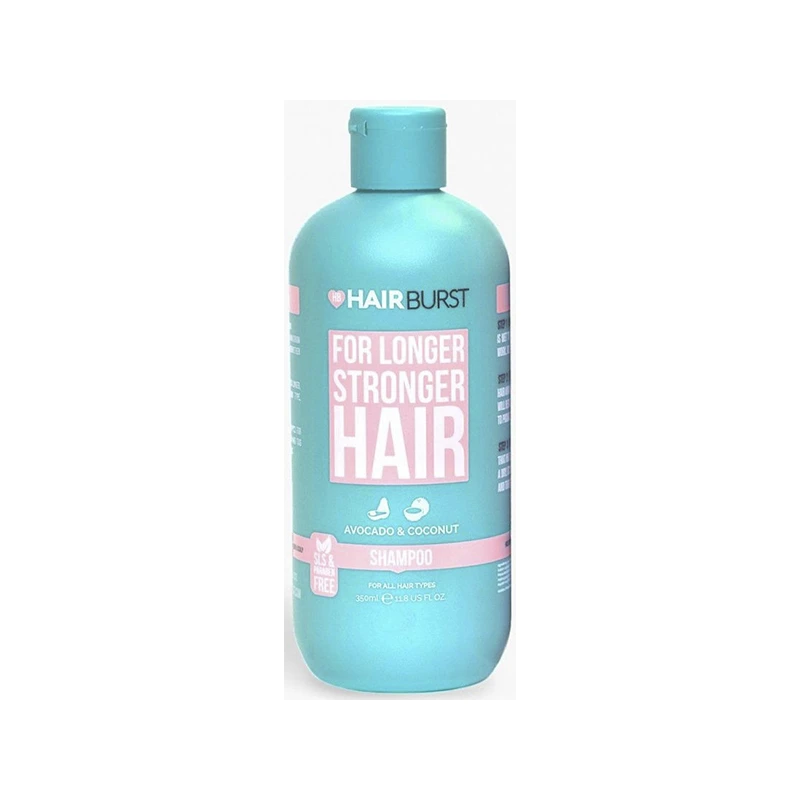 HB HAIRBURST
FOR LONGER
STRONGER
HAIR
AVOCADO & COCONUT
SHAMPOO
SLS &
PARABEN
FREE
FOR ALL HAIR TYPES
350ml e 11.8 US FL OZ